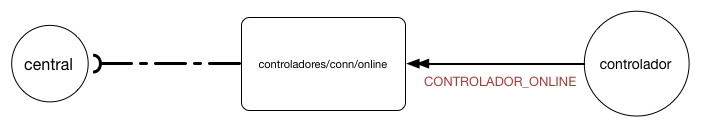 central
controladores/conn/online
controlador
CONTROLADOR_ONLINE